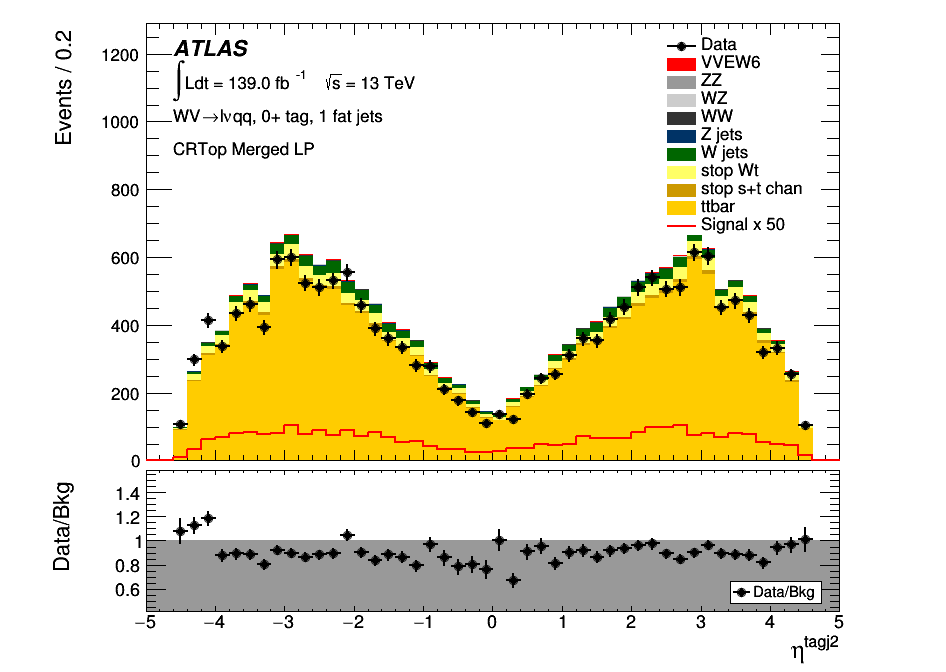 Events / 0.2
1200
1000
800
600
400
200
0
ATLAS
∫Ldt = 139.0 fb⁻¹ √s = 13 TeV
WV→lνqq, 0+ tag, 1 fat jets
CRTop Merged LP
Data
VVEW6
ZZ
WZ
WW
Z jets
W jets
stop Wt
stop s+t chan
ttbar
Signal x 50
Data/Bkg
1.4
1.2
1
0.8
0.6
Data/Bkg
−5 −4 −3 −2 −1 0 1 2 3 4 5
η^tagj2